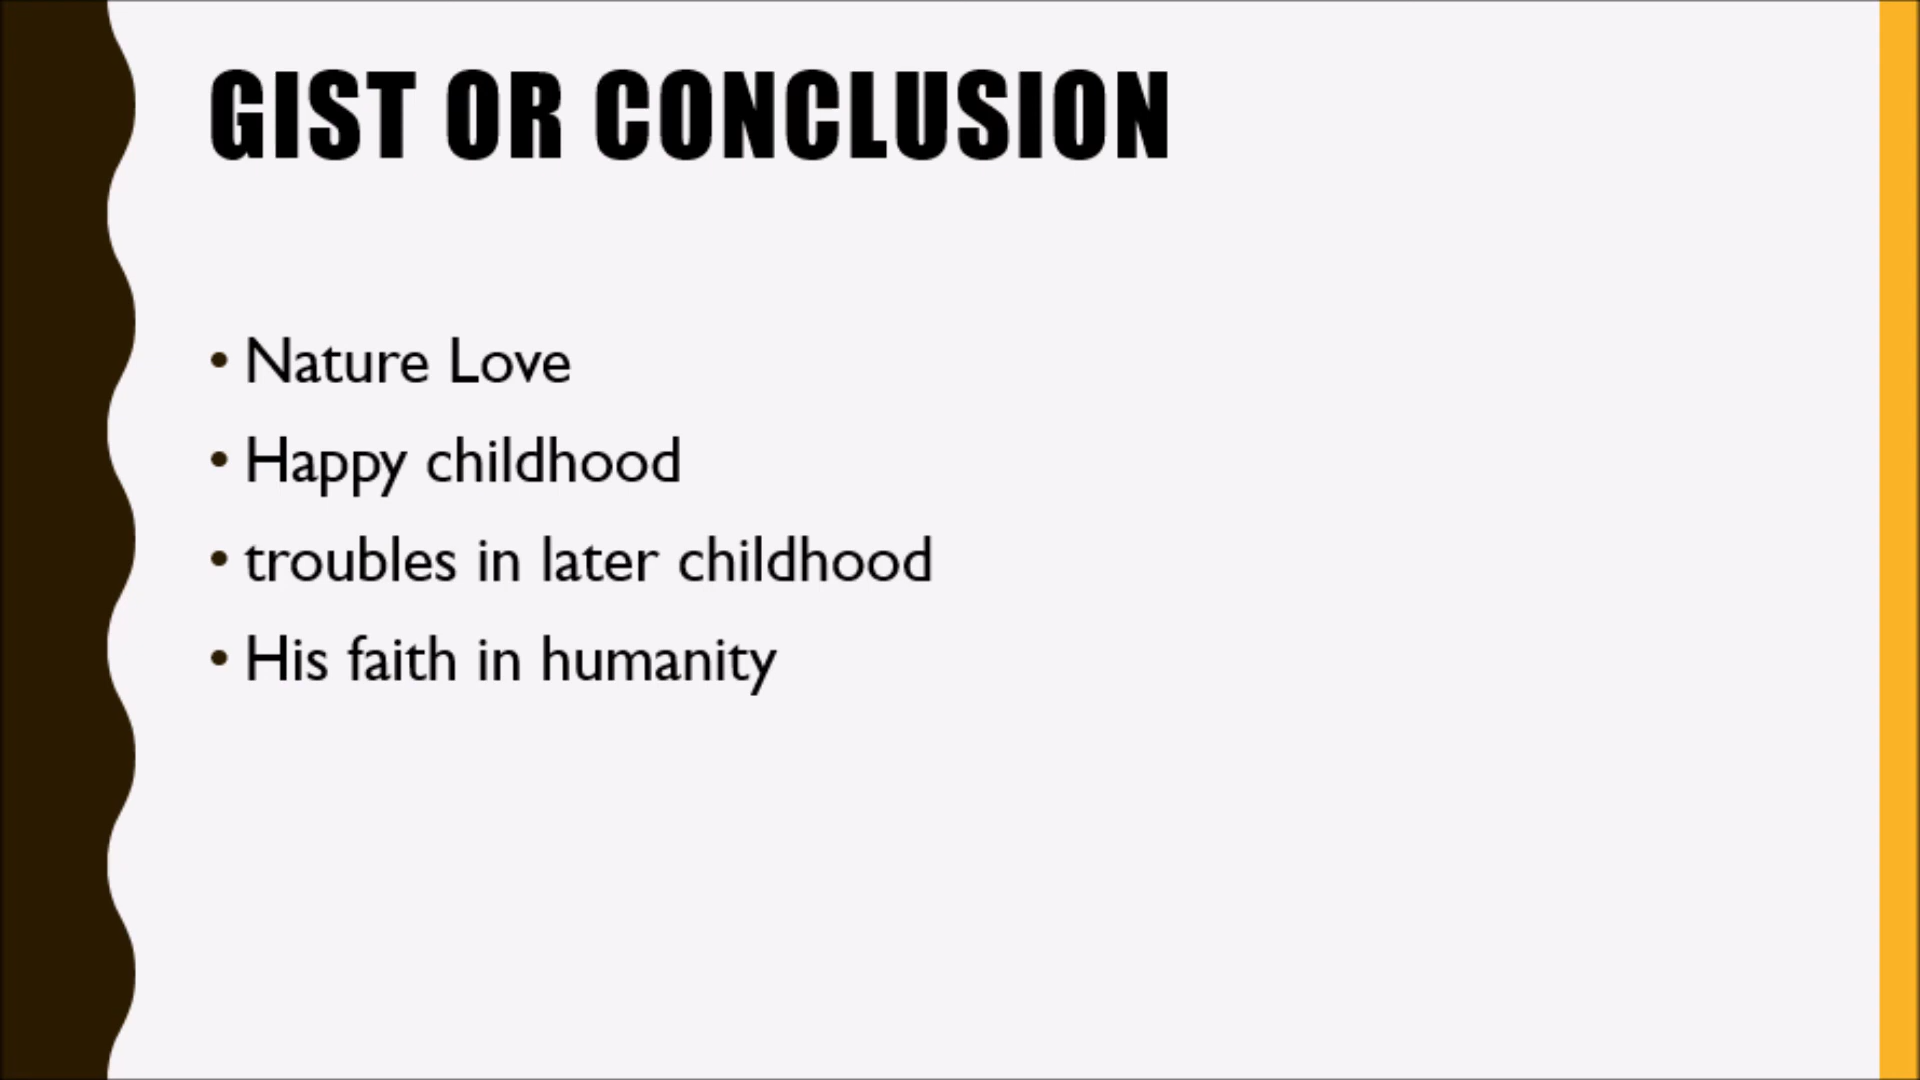 GIST OR CONCLUSION
• Nature Love
• Happy childhood
• troubles in later childhood
• His faith in humanity